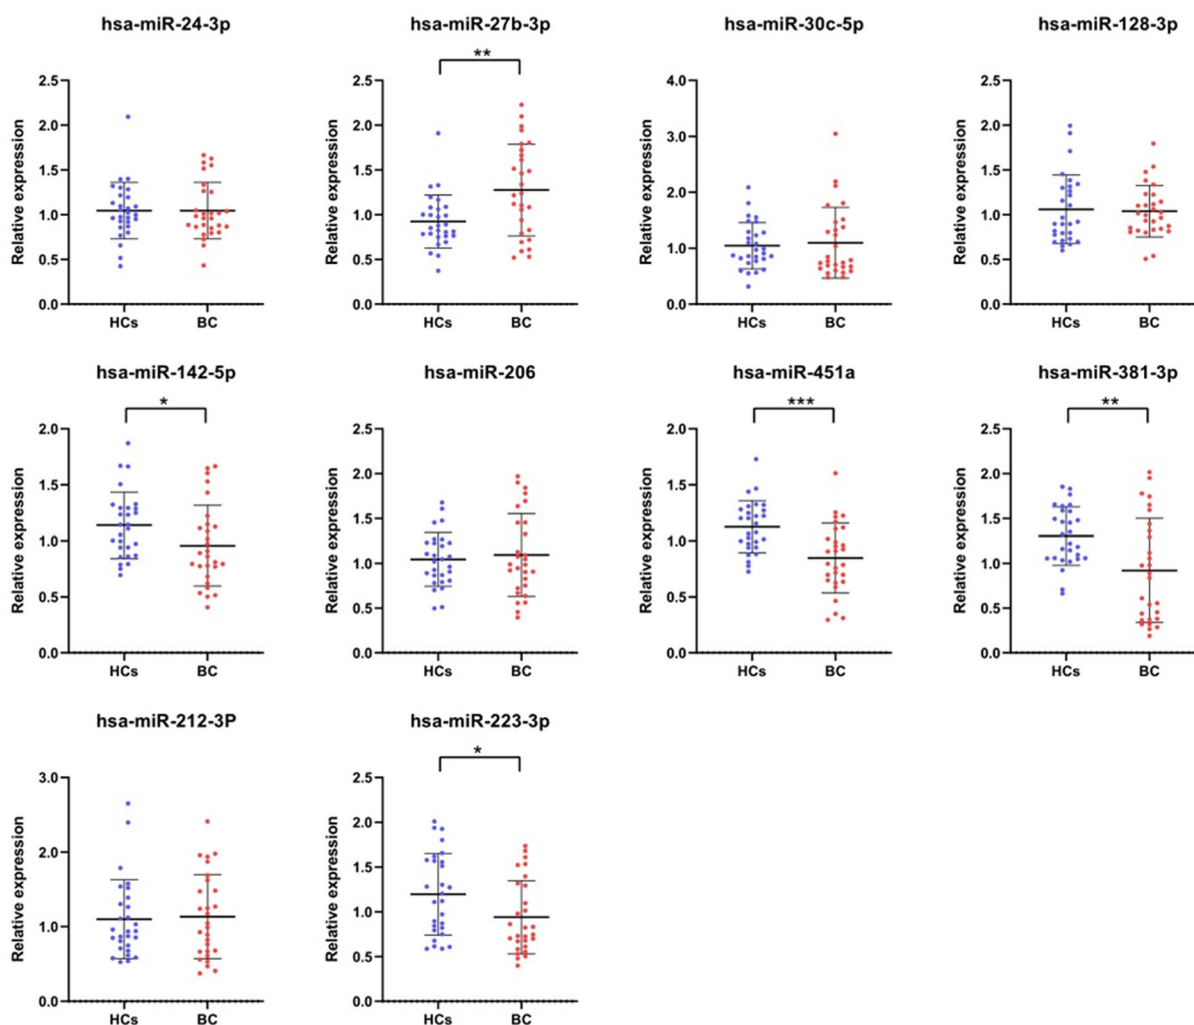 hsa-miR-24-3p
hsa-miR-27b-3p
hsa-miR-30c-5p
hsa-miR-128-3p
**
Relative expression
2.5
2.0
1.5
1.0
0.5
0.0
HCs
BC
Relative expression
2.5
2.0
1.5
1.0
0.5
0.0
HCs
BC
Relative expression
4.0
3.0
2.0
1.0
0.0
HCs
BC
Relative expression
2.5
2.0
1.5
1.0
0.5
0.0
HCs
BC
hsa-miR-142-5p
hsa-miR-206
hsa-miR-451a
hsa-miR-381-3p
*
***
**
Relative expression
2.0
1.5
1.0
0.5
0.0
HCs
BC
Relative expression
2.5
2.0
1.5
1.0
0.5
0.0
HCs
BC
Relative expression
2.0
1.5
1.0
0.5
0.0
HCs
BC
Relative expression
2.5
2.0
1.5
1.0
0.5
0.0
HCs
BC
hsa-miR-212-3P
hsa-miR-223-3p
*
Relative expression
3.0
2.0
1.0
0.0
HCs
BC
Relative expression
2.5
2.0
1.5
1.0
0.5
0.0
HCs
BC